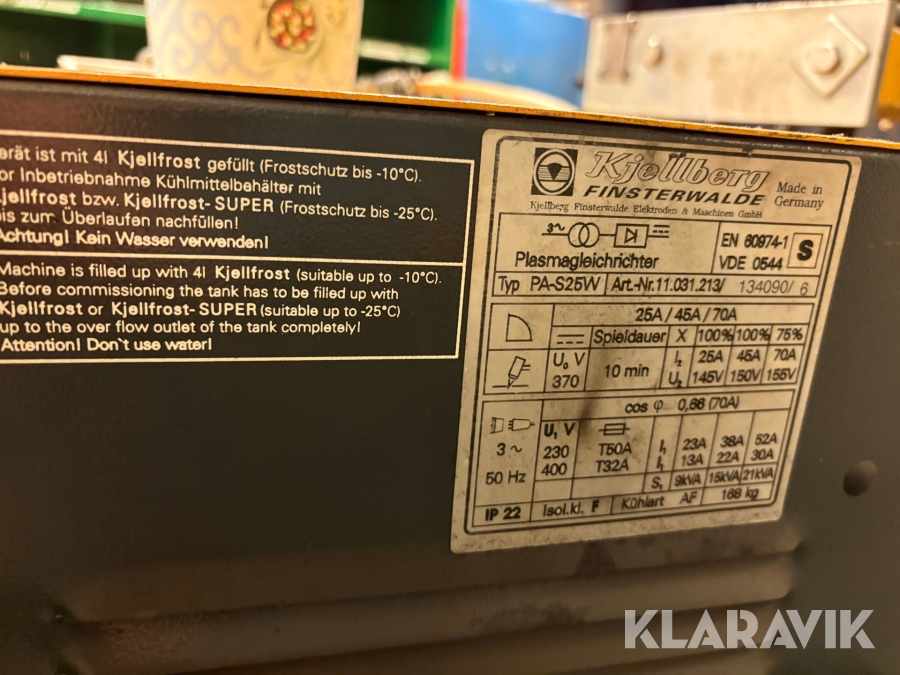 erät ist mit 4l Kjellfrost gefüllt (Frostschutz bis -10°C).
or Inbetriebnahme Kühlmittelbehälter mit
jellfrost bzw. Kjellfrost-SUPER (Frostschutz bis -25°C).
is zum Überlaufen nachfüllen!
Achtung! Kein Wasser verwenden!
Machine is filled up with 4l Kjellfrost (suitable up to -10°C).
Before commissioning the tank has to be filled up with
Kjellfrost or Kjellfrost-SUPER (suitable up to -25°C)
up to the over flow outlet of the tank completely!
Attention! Don`t use water!
Kjellberg
FINSTERWALDE
Made in
Germany
Kjellberg Finsterwalde Elektroden & Maschinen GmbH
3~
Plasmagleichrichter
EN 60974-1
VDE 0544
S
Typ PA-S25W Art.-Nr.11.031.213/ 134090/6
25A / 45A / 70A
Spieldauer X 100% 100% 75%
U₀ V
370
10 min
I₂ 25A 45A 70A
U₂ 145V 150V 155V
cos φ 0,66 (70A)
3 ~
50 Hz
U₁ V
230 T50A I₁ 23A 38A 52A
400 T32A I₁ 13A 22A 30A
S₁ 9kVA 15kVA 21kVA
IP 22 Isol.kl. F Kühlart AF 168 kg
KLARAVIK